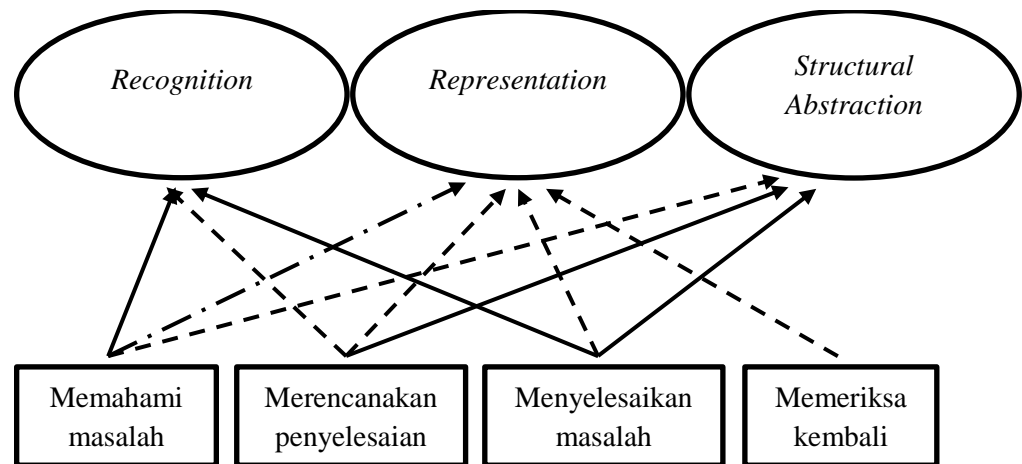 Recognition
Representation
Structural
Abstraction
Memahami
masalah
Merencanakan
penyelesaian
Menyelesaikan
masalah
Memeriksa
kembali